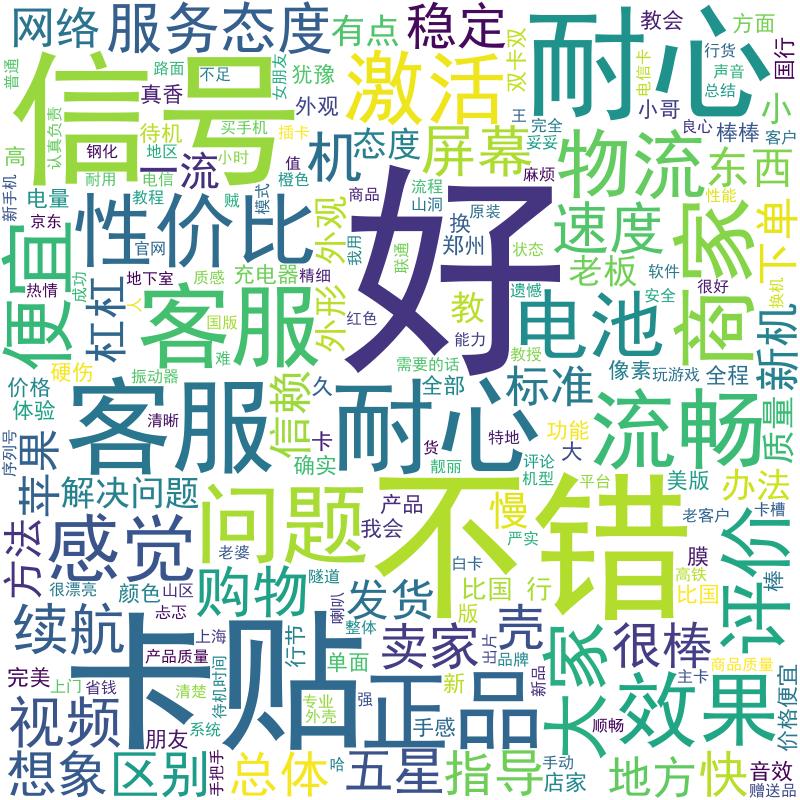 网络
服务态度
有点
稳定
耐心
教会
方面
双卡双
行货
国行
普通
信号
路面
不足
女朋友
犹豫
激活
电信卡
声音
总结
认真负责
真香
外观
小哥
小
待机
买手机
插卡
王
完全
良心
棒棒
客户
高
钢化
地区
小时
机
态度
屏幕
妥妥
物流
东西
一流
值
麻烦
新手机
电量
耐用
电信
橙色
商品
流程
原装
性能
京东
教程
贼
模式
山洞
好
便宜
性价比
官网
外观
我用
联通
换
郑州
状态
速度
商家
下单
热情
成功
地下室
质感
充电器
精细
遗憾
老板
软件
很好
换机
杠杠
人
客服
国版
外形
红色
教
能力
安全
电池
新机
难
需要的话
教授
价格
硬伤
振动器
像素
玩游戏
全程
体验
客服
清晰
信赖
久
全部
耐心
标准
流畅
质量
序列号
苹果
卡
货
特地
功能
确实
靓丽
评论
大
解决问题
机型
平台
美版
办法
方法
感觉
问题
产品
慢
不错
老客户
卡槽
我会
严实
评价
老婆
白卡
膜
高铁
棒
很漂亮
山区
颜色
购物
隧道
发货
比国
行
比国
续航
忐忑
卡贴
喇叭
版
上海
行节
整体
卖家
壳
大家
很棒
产品质量
单面
出片
品牌
完美
上门
省钱
待机时间
清楚
专业
强
新
新品
正品
主卡
商品质量
效果
价格便宜
视频
外壳
手感
朋友
系统
顺畅
想象
区别
手把手
总体
哈
五星
指导
手动
店家
地方
快
音效
赠送品